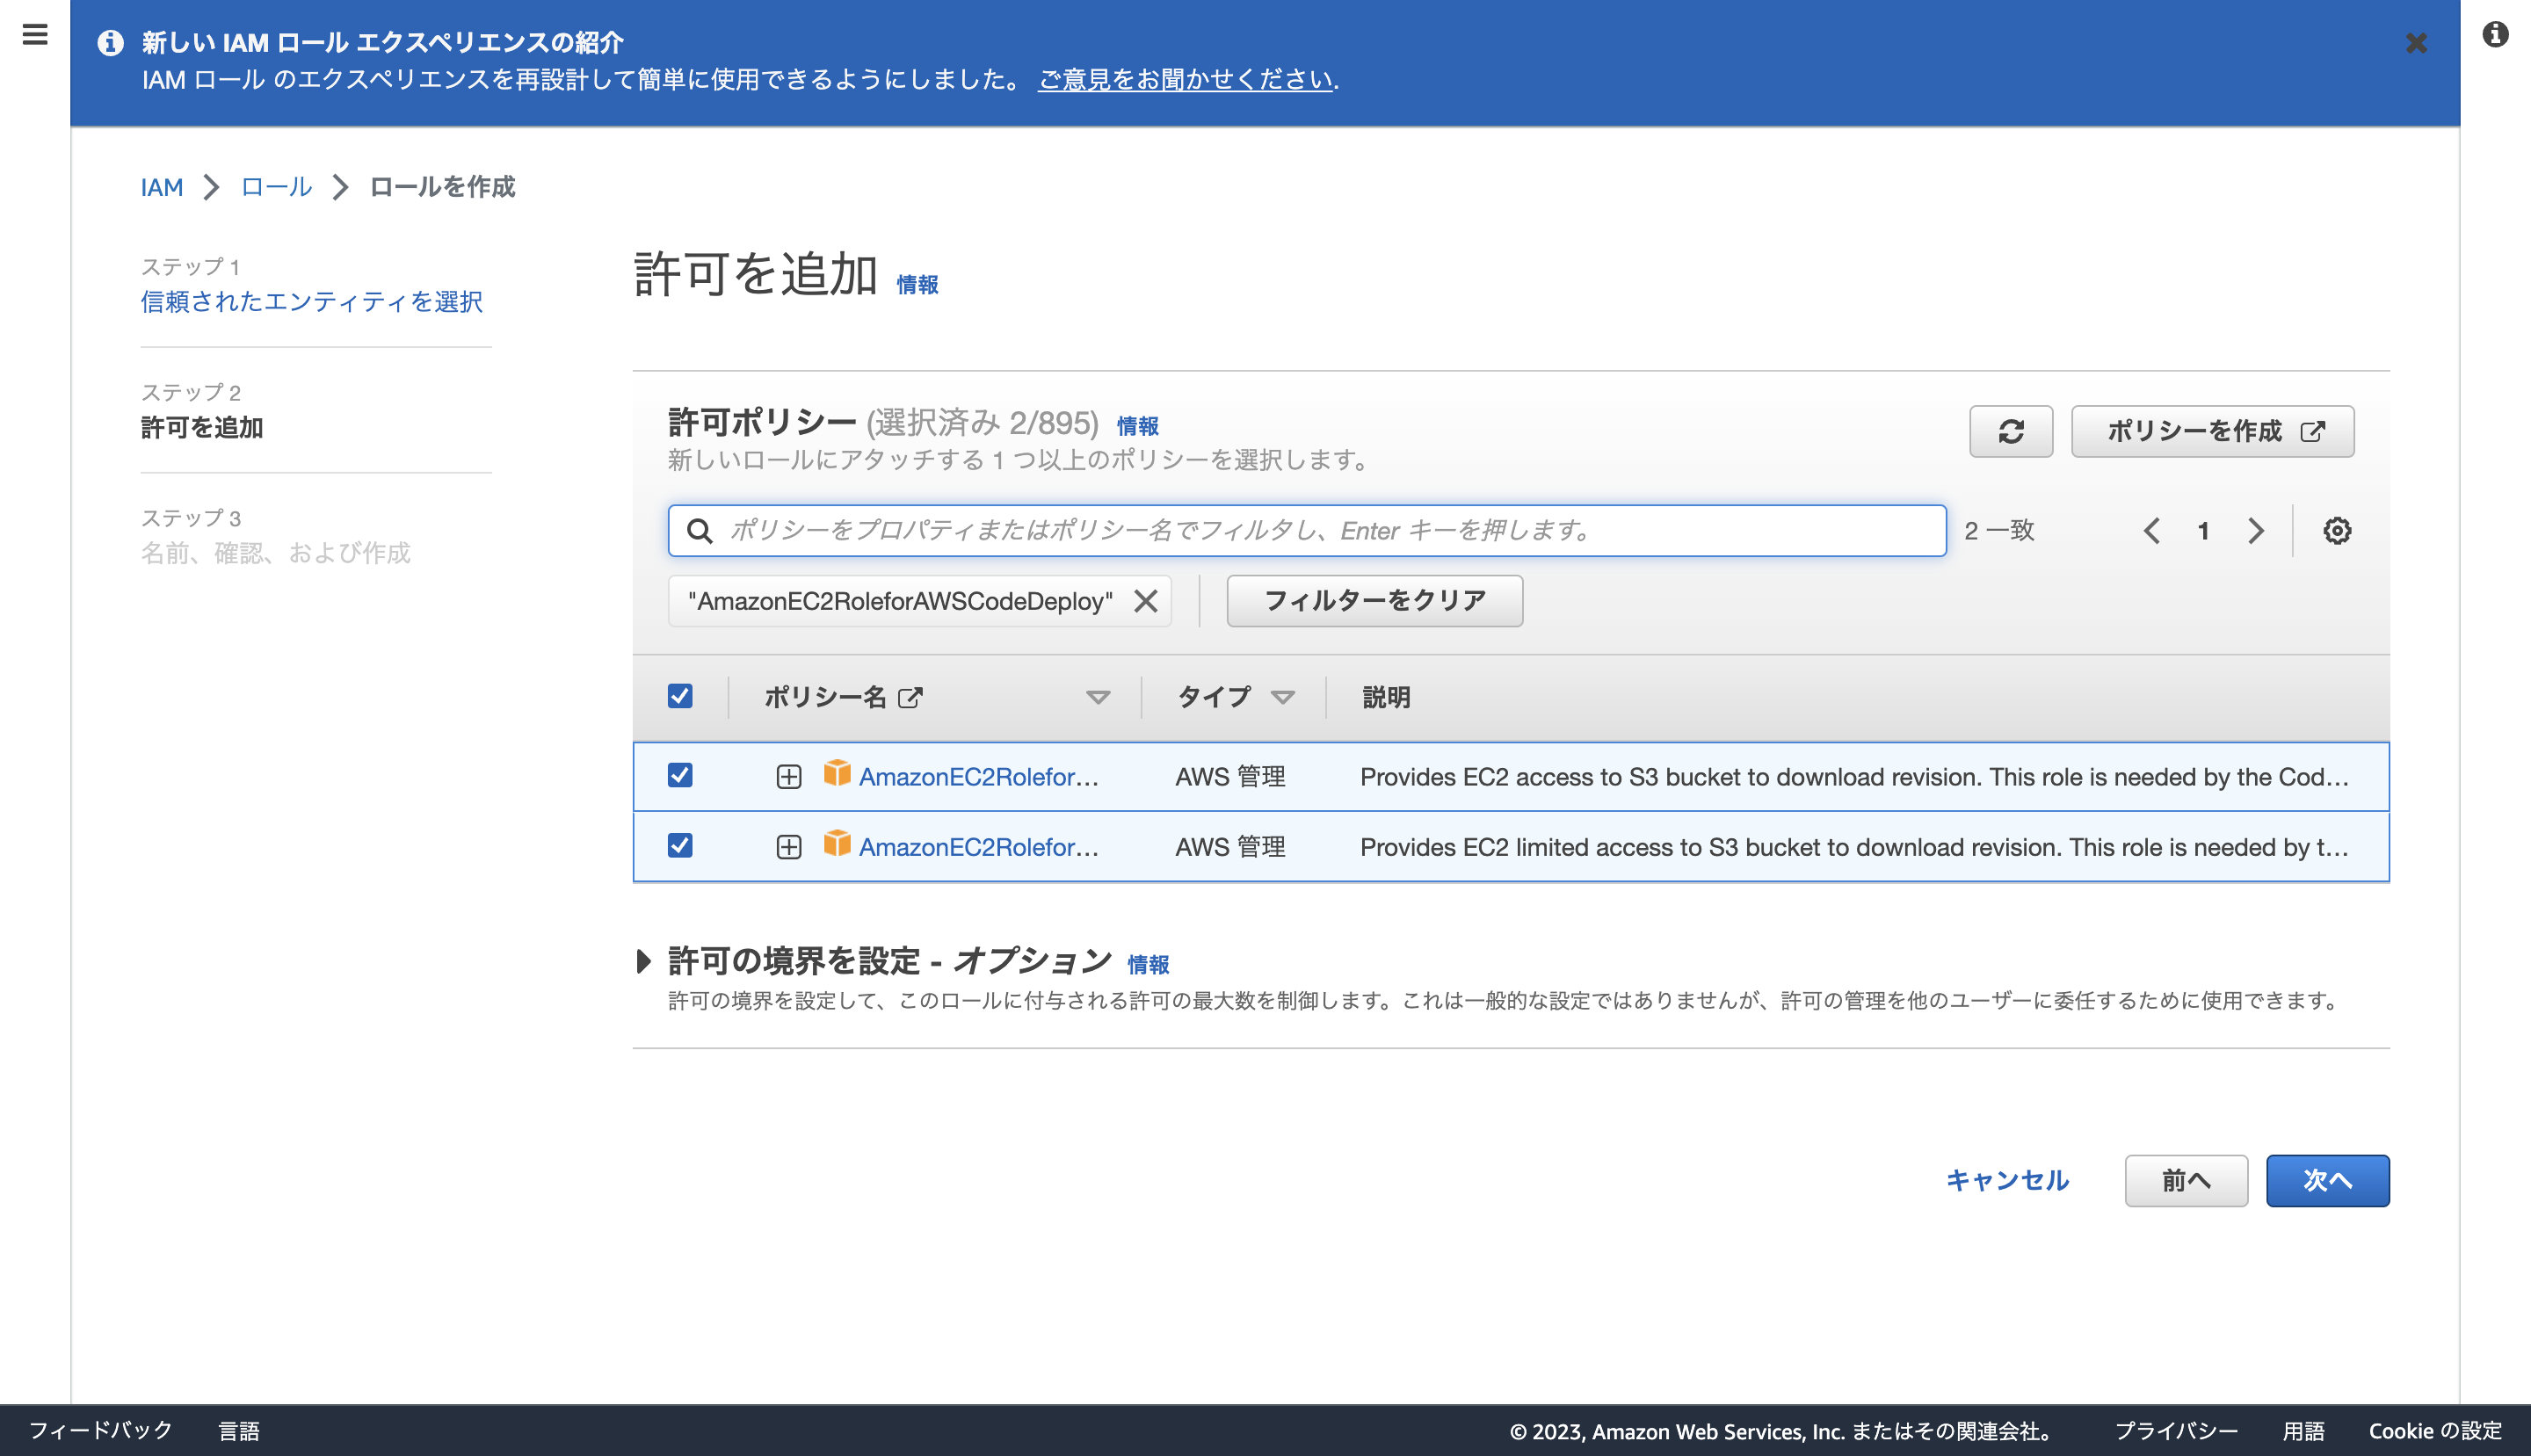 新しい IAM ロール エクスペリエンスの紹介
IAM ロール のエクスペリエンスを再設計して簡単に使用できるようにしました。 ご意見をお聞かせください.
IAM ロール ロールを作成
ステップ 1
信頼されたエンティティを選択
ステップ 2
許可を追加
ステップ 3
名前、確認、および作成
許可を追加 情報
許可ポリシー (選択済み 2/895) 情報
新しいロールにアタッチする 1 つ以上のポリシーを選択します。
ポリシーを作成
ポリシーをプロパティまたはポリシー名でフィルタし、Enter キーを押します。
2 一致
1
"AmazonEC2RoleforAWSCodeDeploy"
フィルターをクリア
ポリシー名 タイプ 説明
AmazonEC2Rolefor... AWS 管理 Provides EC2 access to S3 bucket to download revision. This role is needed by the Cod...
AmazonEC2Rolefor... AWS 管理 Provides EC2 limited access to S3 bucket to download revision. This role is needed by t...
許可の境界を設定 - オプション 情報
許可の境界を設定して、このロールに付与される許可の最大数を制御します。これは一般的な設定ではありませんが、許可の管理を他のユーザーに委任するために使用できます。
キャンセル 前へ 次へ
フィードバック 言語 © 2023, Amazon Web Services, Inc. またはその関連会社。 プライバシー 用語 Cookie の設定